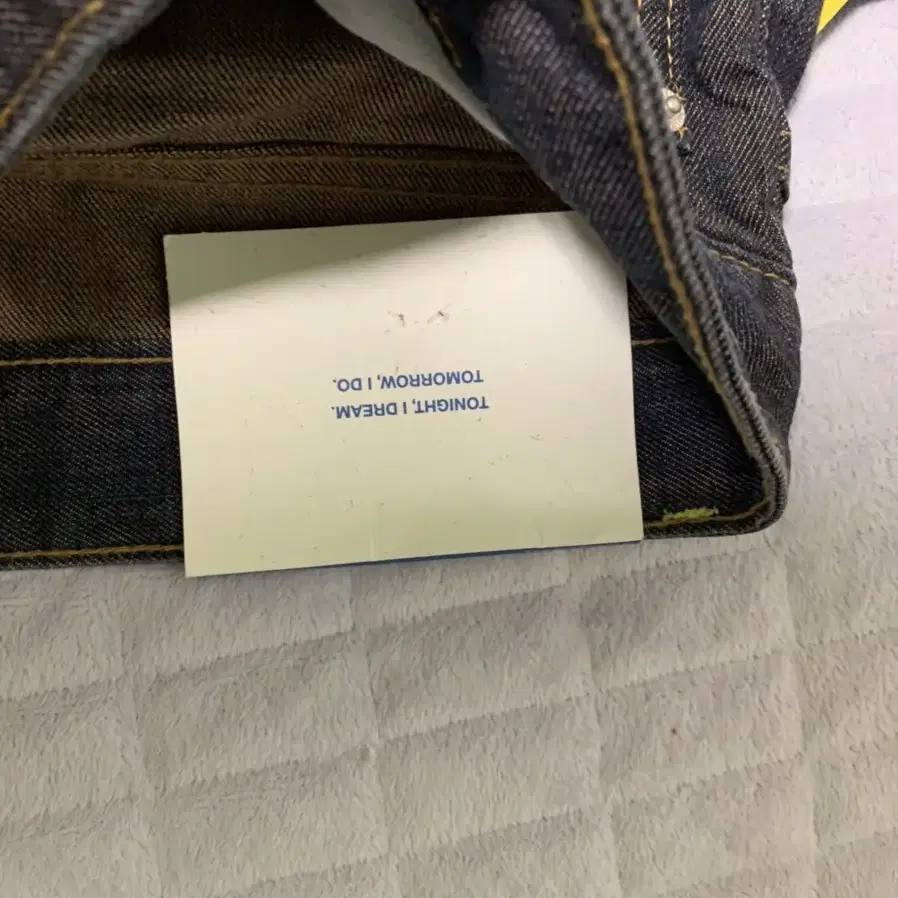 TONIGHT, I DREAM.
TOMORROW, I DO.